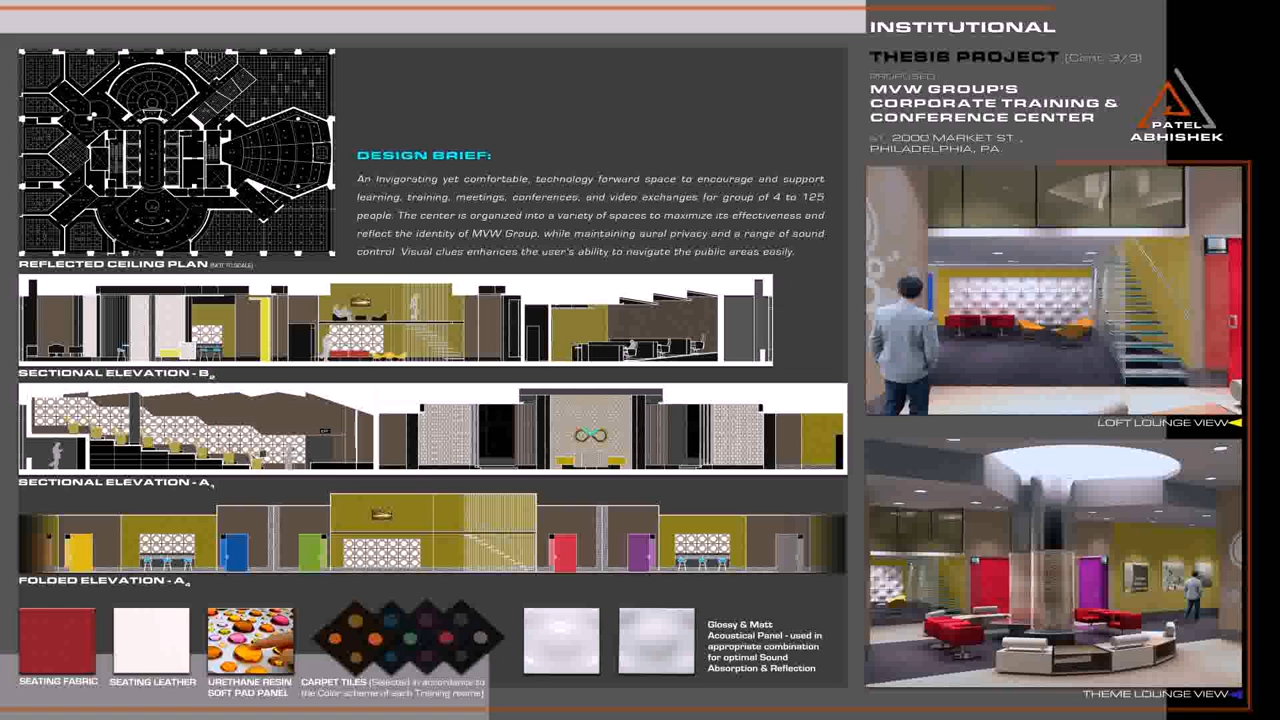 INSTITUTIONAL
THESIS PROJECT (Cont. 3/3)
PROPOSED
MVW GROUP'S
CORPORATE TRAINING &
CONFERENCE CENTER
AT 2000 MARKET ST.,
PHILADELPHIA, PA.
PATEL
ABHISHEK
DESIGN BRIEF:
An Invigorating yet comfortable, technology forward space to encourage and support
learning, training, meetings, conferences, and video exchanges for group of 4 to 125
people. The center is organized into a variety of spaces to maximize its effectiveness and
reflect the identity of MVW Group, while maintaining aural privacy and a range of sound
control. Visual clues enhances the user's ability to navigate the public areas easily.
REFLECTED CEILING PLAN (NOT TO SCALE)
SECTIONAL ELEVATION - B
SECTIONAL ELEVATION - A
FOLDED ELEVATION - A
LOFT LOUNGE VIEW
THEME LOUNGE VIEW
SEATING FABRIC
SEATING LEATHER
URETHANE RESIN
SOFT PAD PANEL
CARPET TILES (Selected in accordance to
the Color scheme of each Training rooms)
Glossy & Matt
Acoustical Panel - used in
appropriate combination
for optimal Sound
Absorption & Reflection